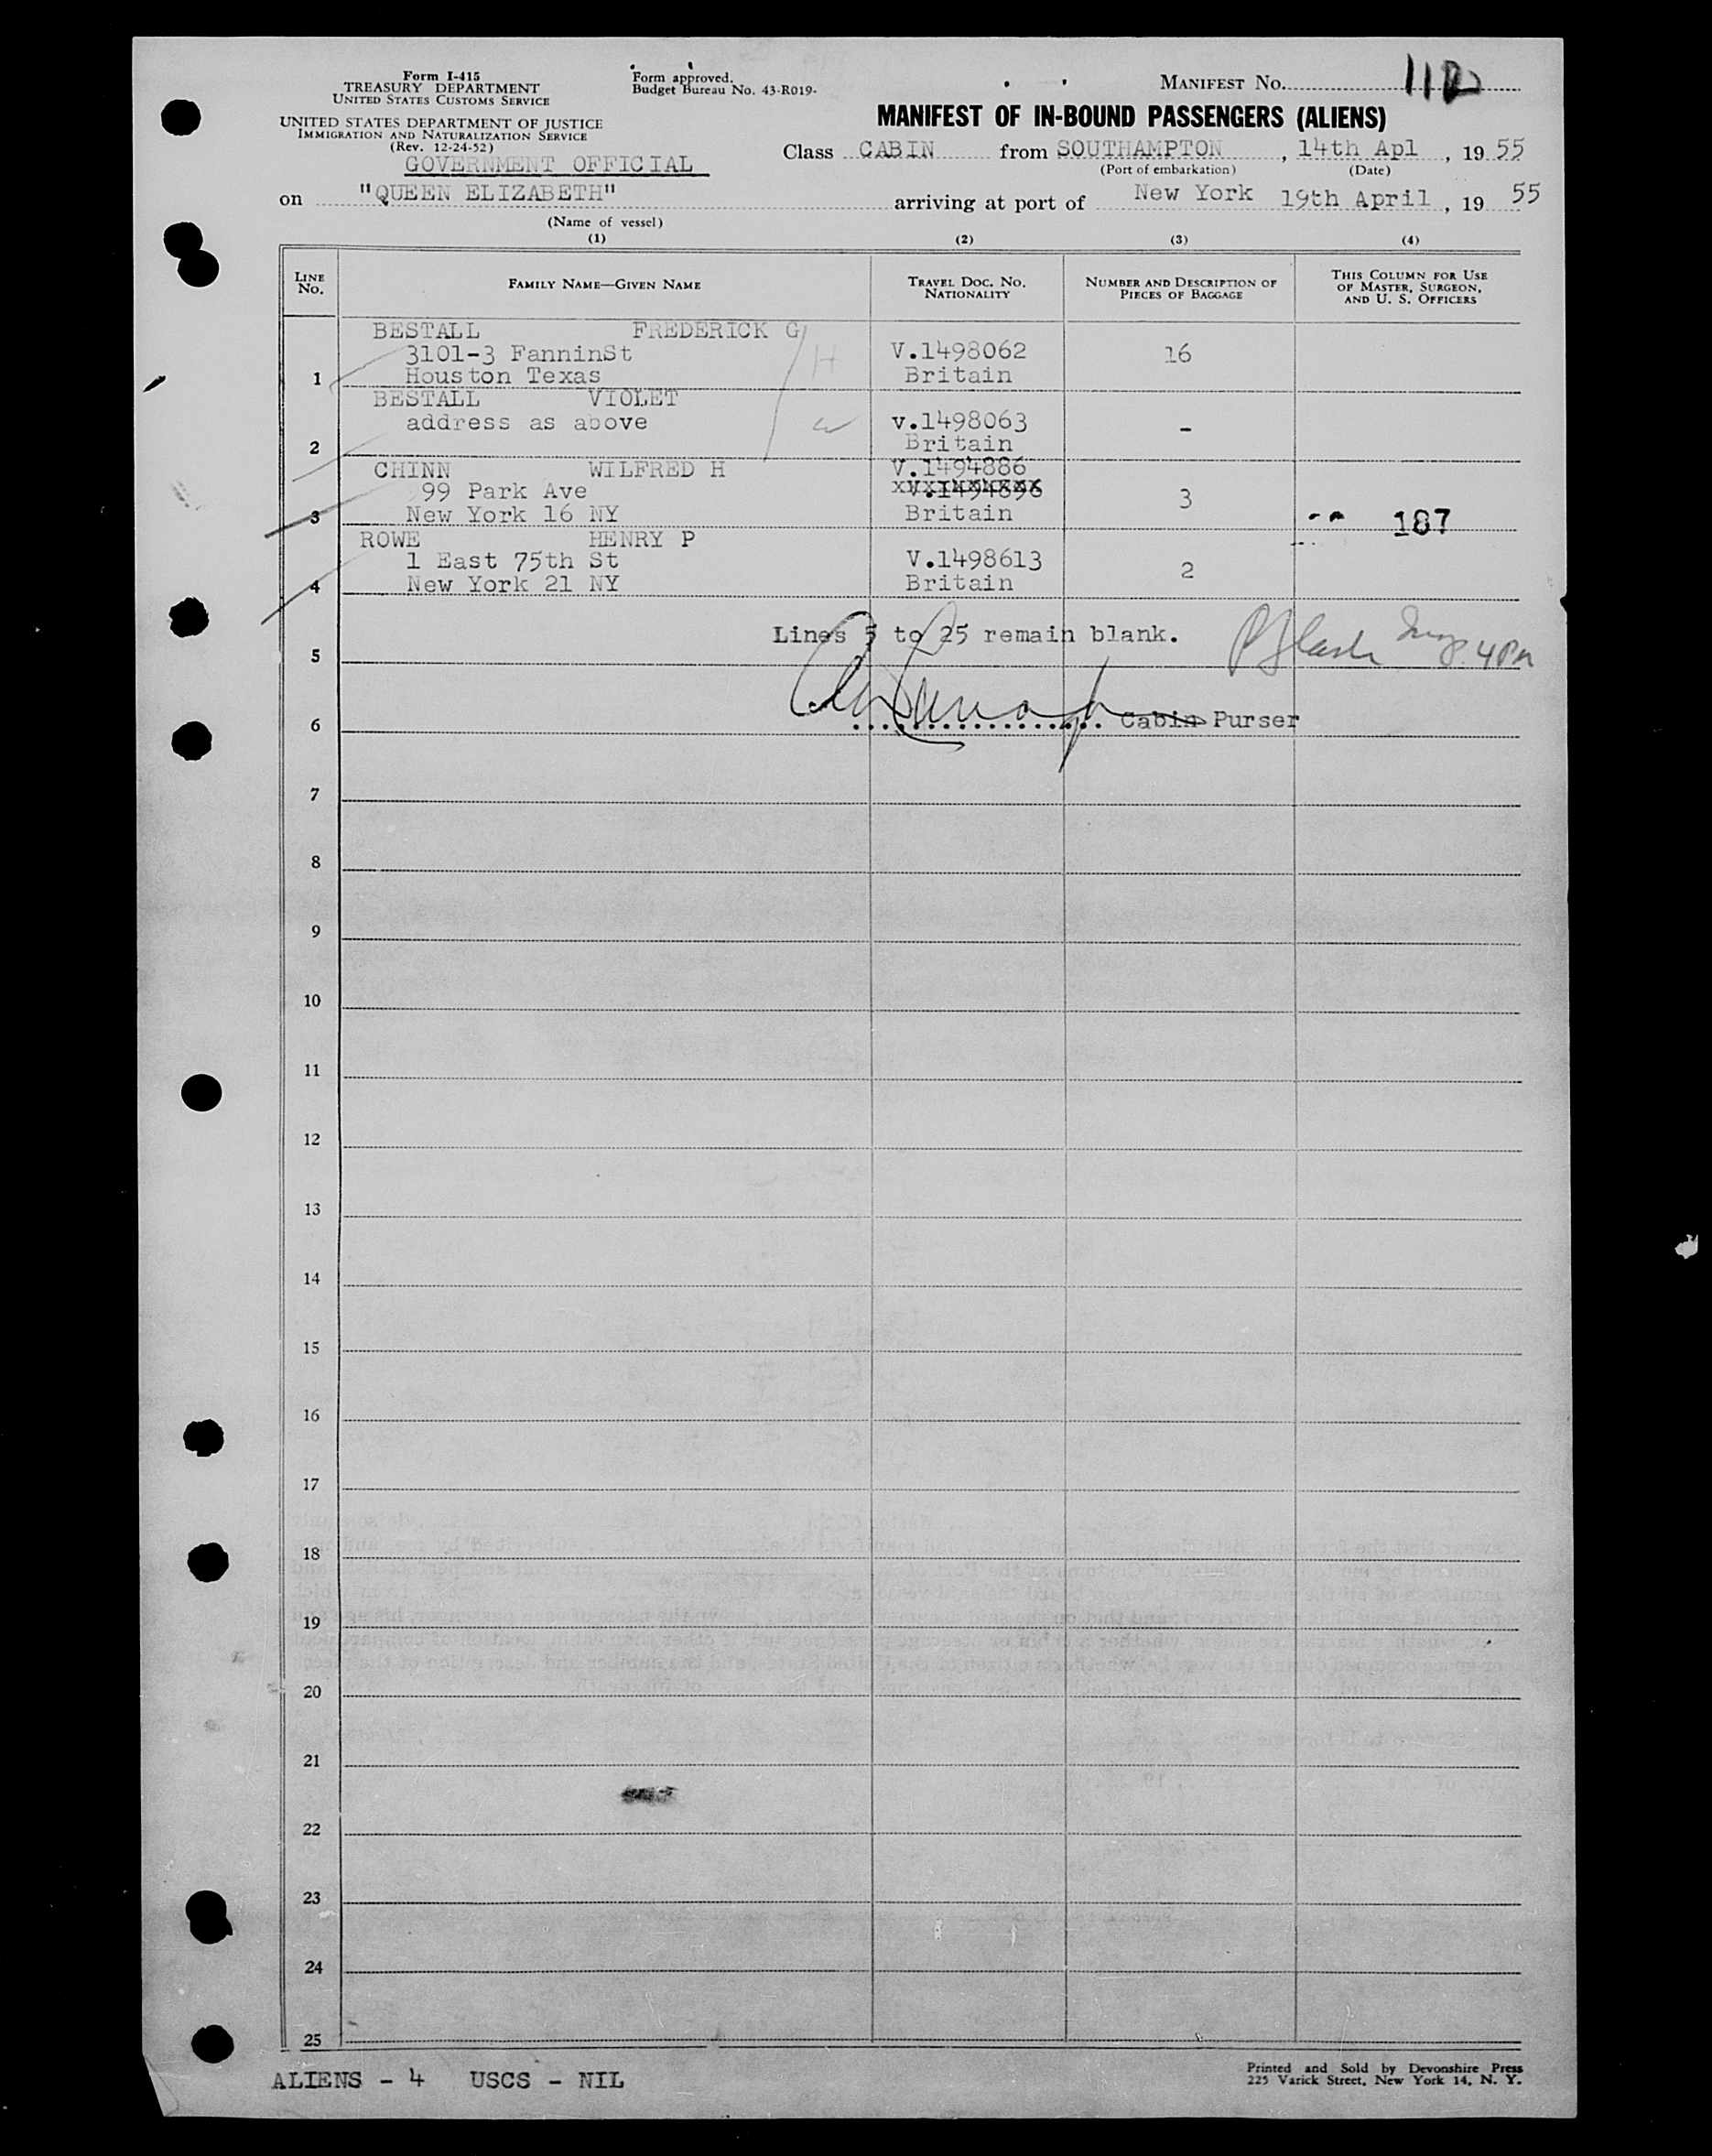 Form I-415
TREASURY DEPARTMENT
UNITED STATES CUSTOMS SERVICE
UNITED STATES DEPARTMENT OF JUSTICE
IMMIGRATION AND NATURALIZATION SERVICE
(Rev. 12-24-52)
GOVERNMENT OFFICIAL
Form approved.
Budget Bureau No. 43-R019-
MANIFEST No.
MANIFEST OF IN-BOUND PASSENGERS (ALIENS)
Class CABIN from SOUTHAMPTON, 14th Apl, 19 55
(Port of embarkation) (Date)
on "QUEEN ELIZABETH" arriving at port of New York 19th April, 19 55
(Name of vessel)
(1) (2) (3) (4)
LINE No. FAMILY NAME—GIVEN NAME TRAVEL DOC. No. NATIONALITY NUMBER AND DESCRIPTION OF PIECES OF BAGGAGE THIS COLUMN FOR USE OF MASTER, SURGEON, AND U. S. OFFICERS
BESTALL FREDERICK G
3101-3 FanninSt H V.1498062 16
1 Houston Texas Britain
BESTALL VIOLET
address as above W v.1498063 -
2 Britain
CHINN WILFRED H V.1494886
99 Park Ave 3
3 New York 16 NY Britain 187
ROWE HENRY P
1 East 75th St V.1498613 2
4 New York 21 NY Britain
Lines 5 to 25 remain blank.
4 PM
5
Cabin Purser
6
7
8
9
10
11
12
13
14
15
16
17
18
19
20
21
22
23
24
25
ALIENS - 4 USCS - NIL
Printed and Sold by Devonshire Press
225 Varick Street, New York 14, N. Y.